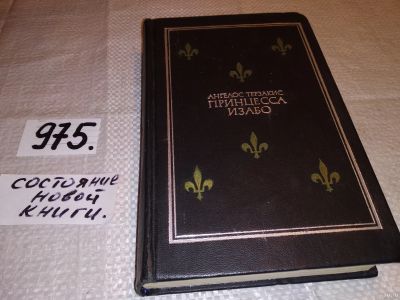 975.
состояние
новой
книги.
АНГЕЛОС ТЕРЗАКИС
ПРИНЦЕССА
ИЗАБО